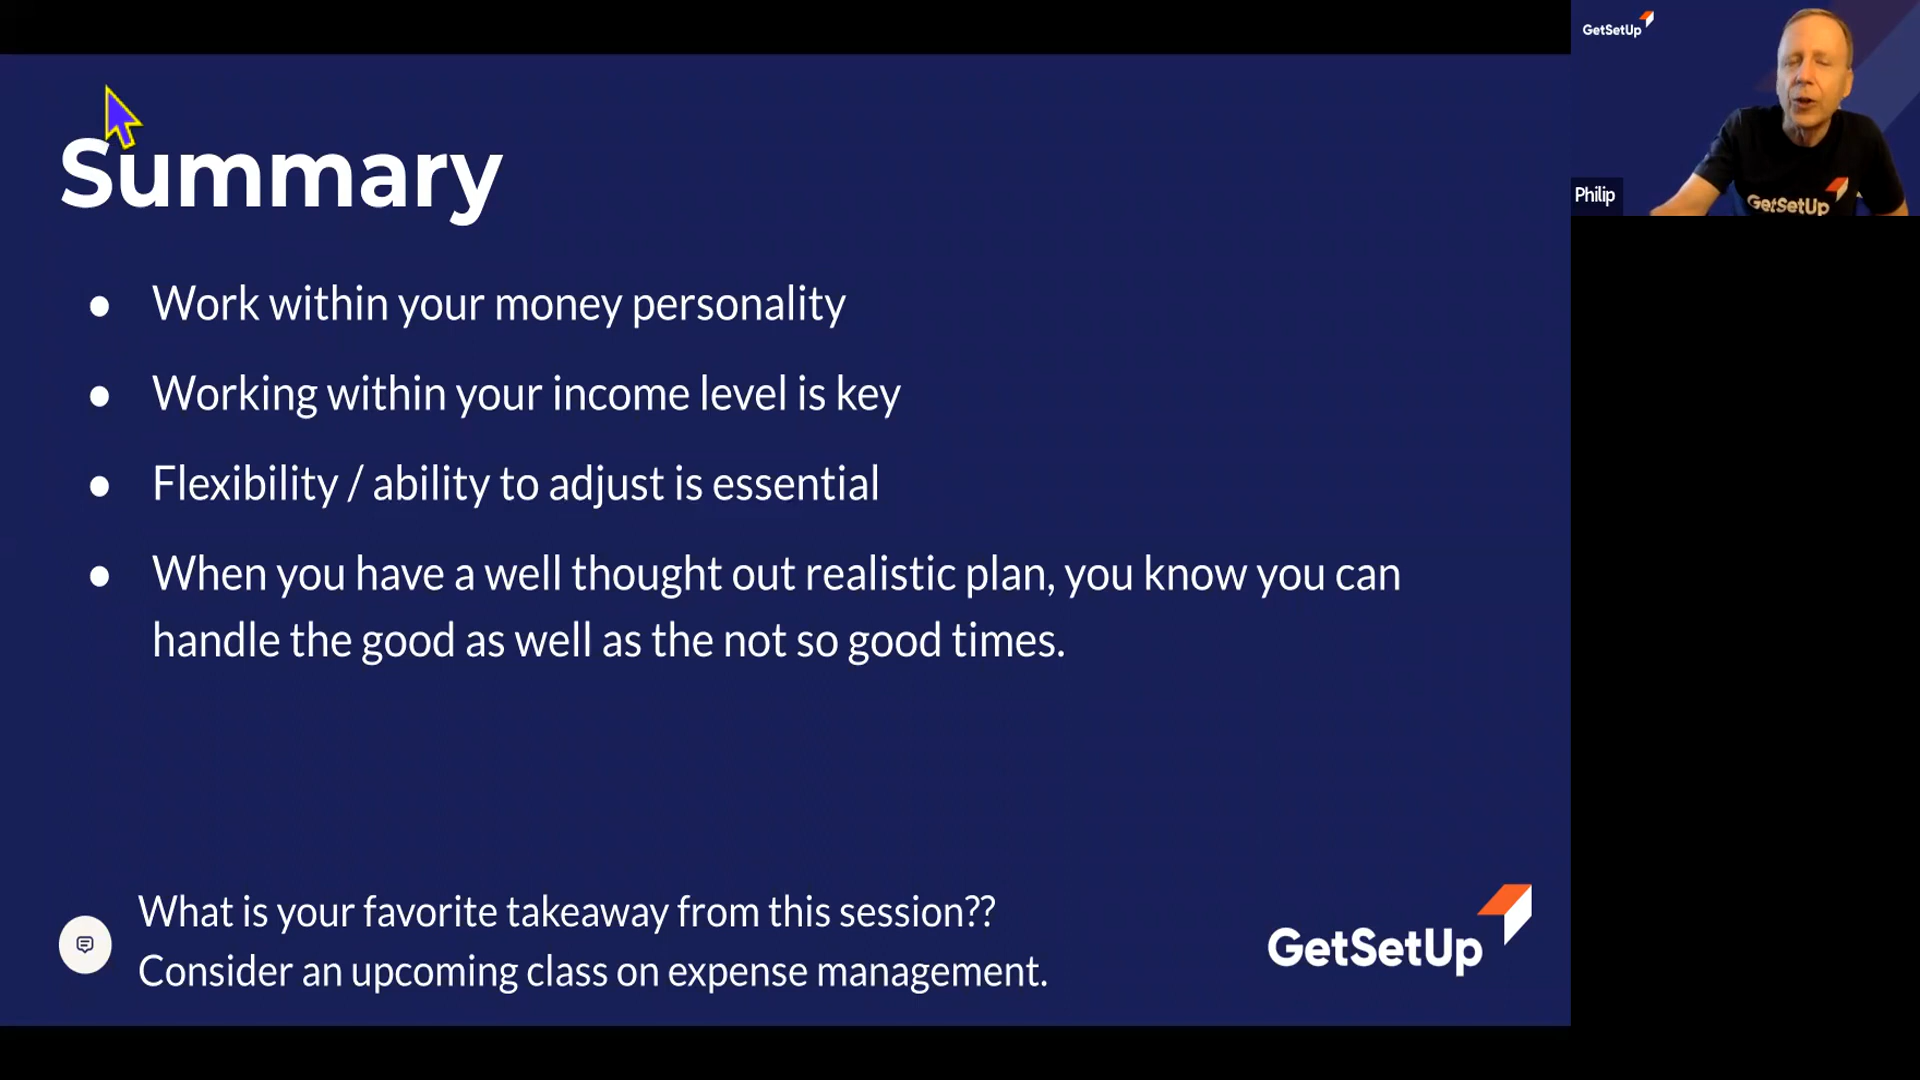 Summary
● Work within your money personality
● Working within your income level is key
● Flexibility / ability to adjust is essential
● When you have a well thought out realistic plan, you know you can
handle the good as well as the not so good times.
What is your favorite takeaway from this session??
Consider an upcoming class on expense management.
GetSetUp
GetSetUp
Philip
GetSetUp